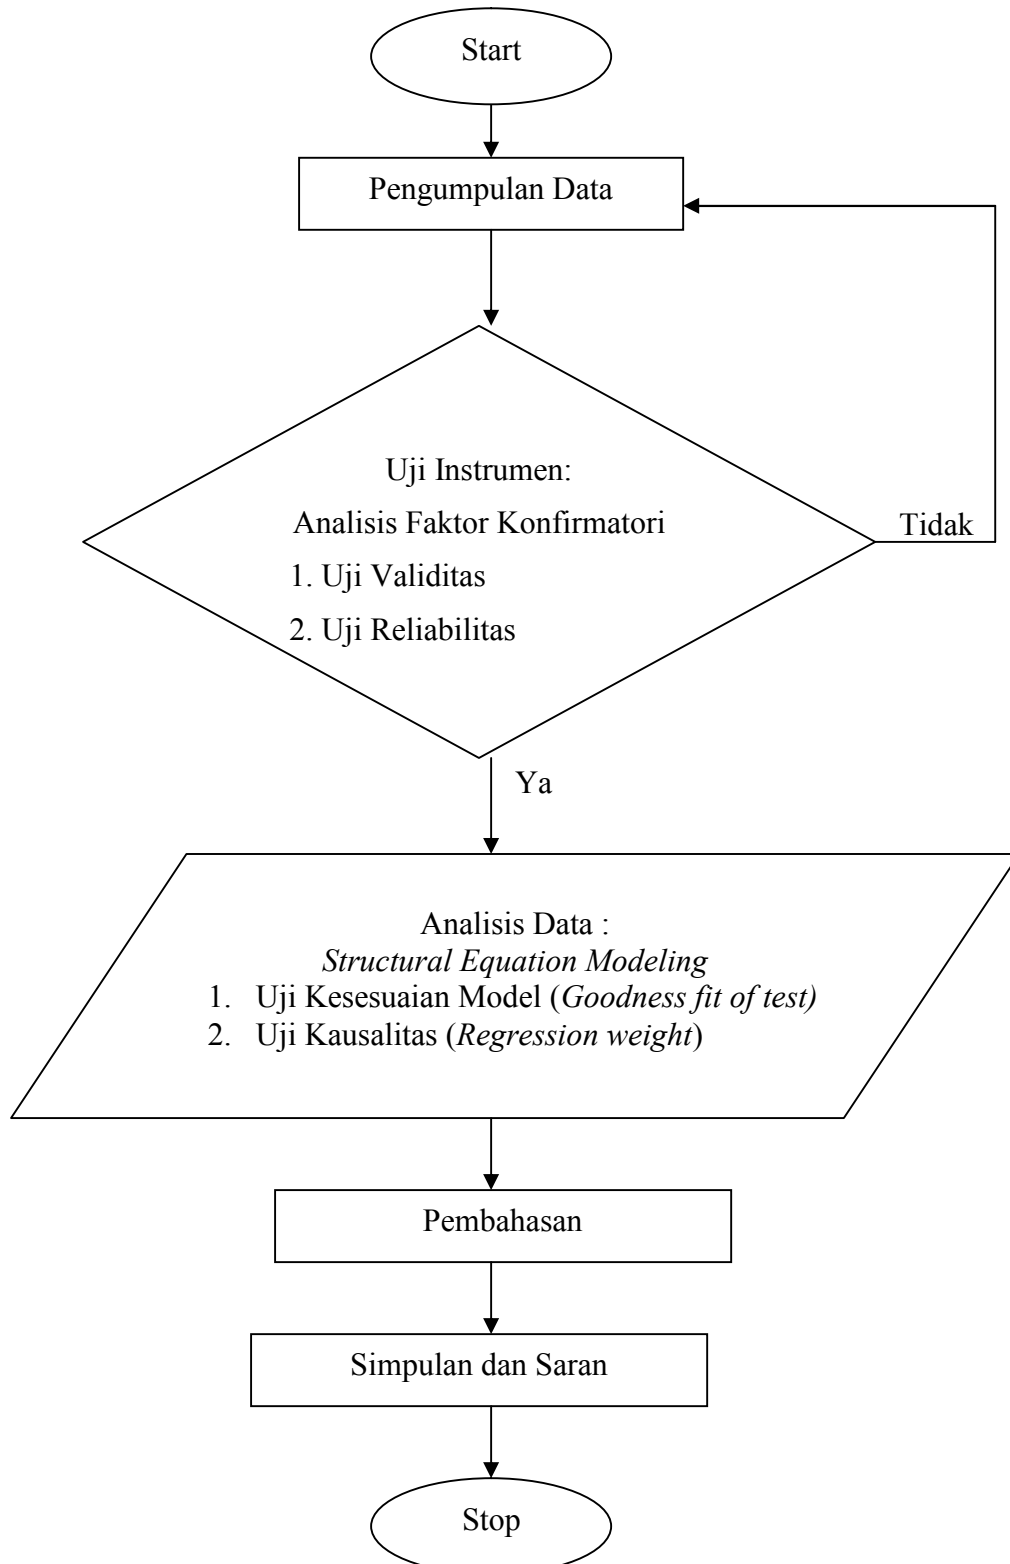 Start
Pengumpulan Data
Uji Instrumen:
Analisis Faktor Konfirmatori
1. Uji Validitas
2. Uji Reliabilitas
Tidak
Ya
Analisis Data :
Structural Equation Modeling
1. Uji Kesesuaian Model (Goodness fit of test)
2. Uji Kausalitas (Regression weight)
Pembahasan
Simpulan dan Saran
Stop